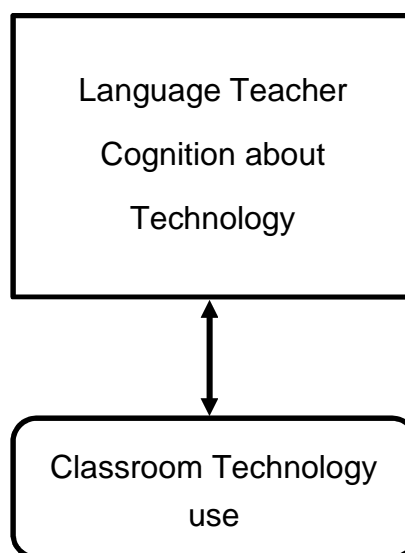 Language Teacher
Cognition about
Technology
Classroom Technology
use